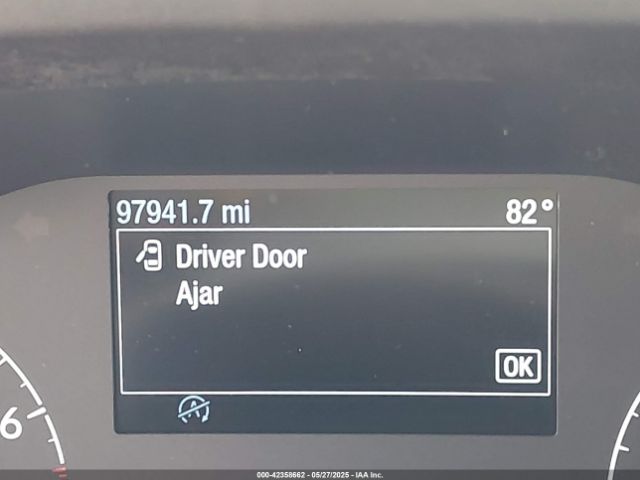 97941.7 mi 82°
Driver Door
Ajar
OK
A
6
000-42358662 - 05/27/2025 - IAA Inc.